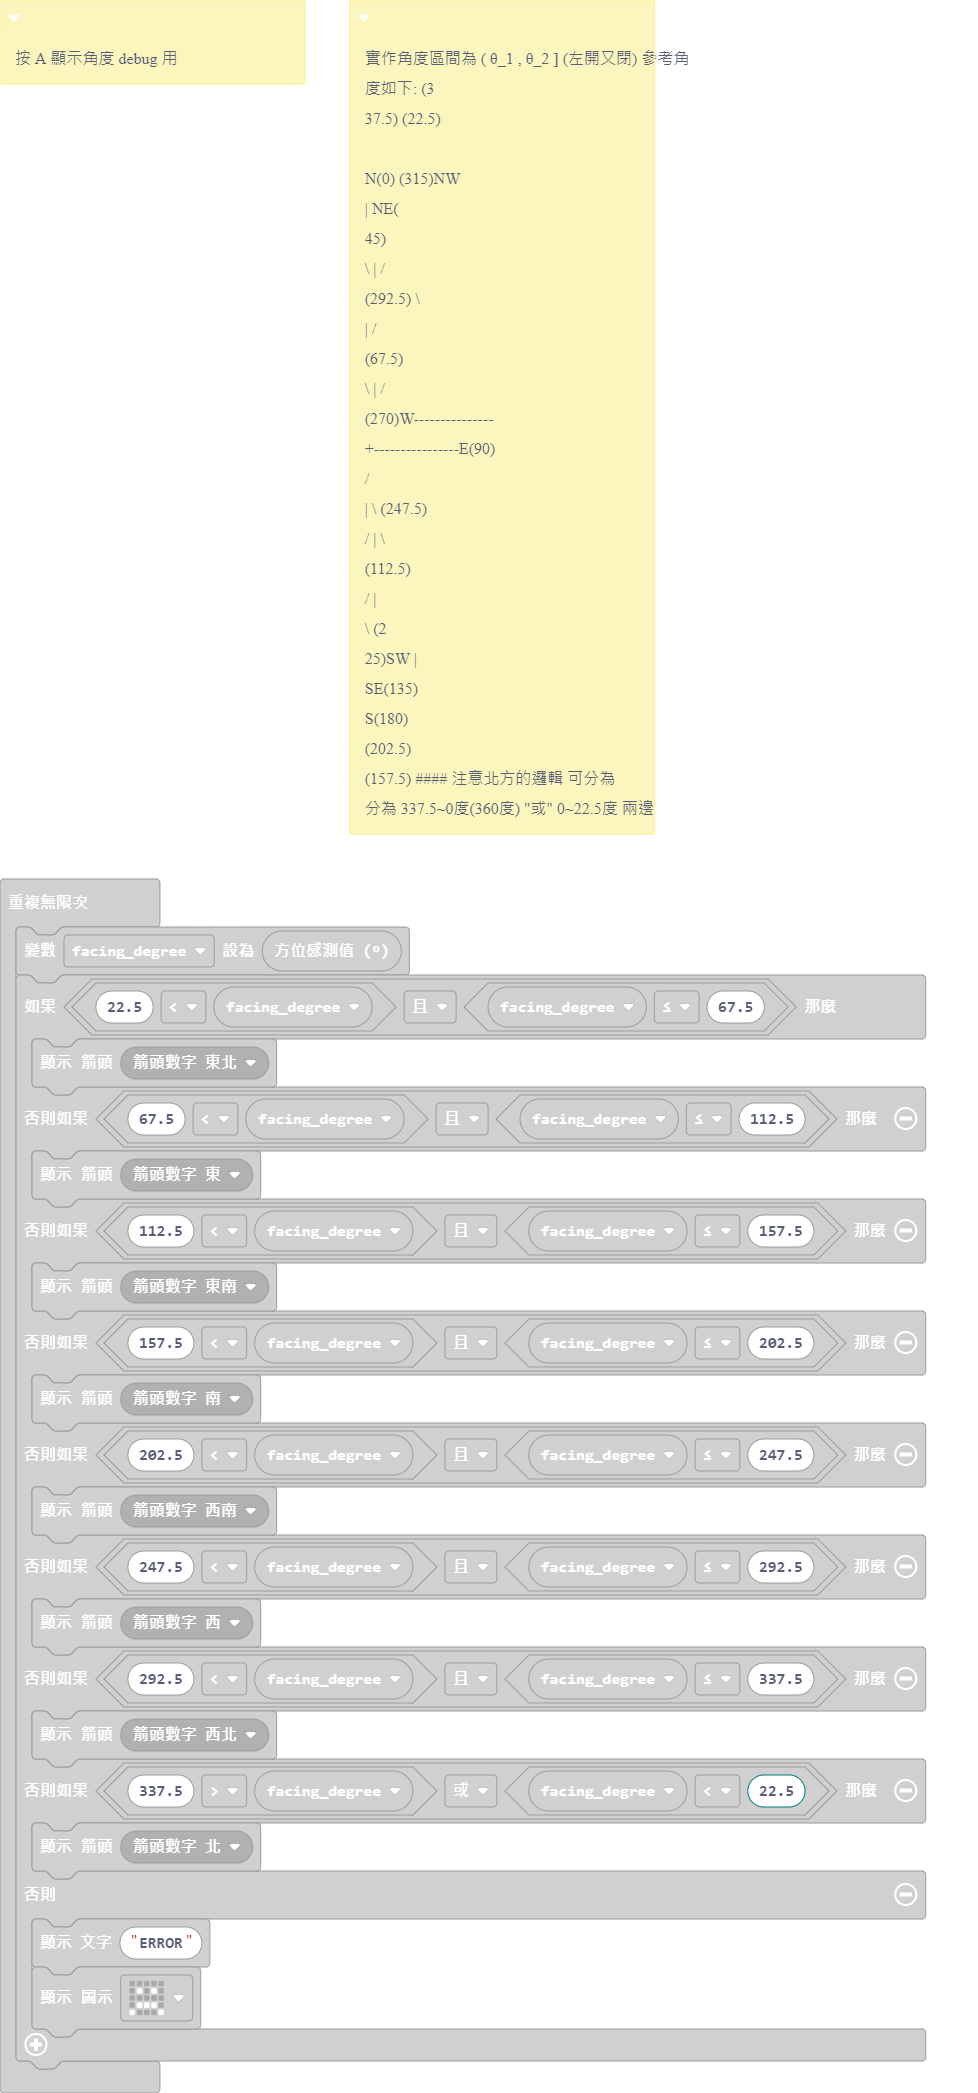 按 A 顯示角度 debug 用
實作角度區間為 ( θ_1 , θ_2 ] (左開又閉) 參考角
度如下: (3
37.5) (22.5)
N(0) (315)NW
| NE(
45)
\ | /
(292.5) \
| /
(67.5)
\ | /
(270)W---------------
+----------------E(90)
/
| \ (247.5)
/ | \
(112.5)
/ |
\ (2
25)SW |
SE(135)
S(180)
(202.5)
(157.5) #### 注意北方的邏輯 可分為
分為 337.5~0度(360度) "或" 0~22.5度 兩邊
重複無限次
變數 facing_degree 設為 方位感測值 (º)
如果 22.5 < facing_degree 且 facing_degree ≤ 67.5 那麼
顯示 箭頭 箭頭數字 東北
否則如果 67.5 < facing_degree 且 facing_degree ≤ 112.5 那麼
顯示 箭頭 箭頭數字 東
否則如果 112.5 < facing_degree 且 facing_degree ≤ 157.5 那麼
顯示 箭頭 箭頭數字 東南
否則如果 157.5 < facing_degree 且 facing_degree ≤ 202.5 那麼
顯示 箭頭 箭頭數字 南
否則如果 202.5 < facing_degree 且 facing_degree ≤ 247.5 那麼
顯示 箭頭 箭頭數字 西南
否則如果 247.5 < facing_degree 且 facing_degree ≤ 292.5 那麼
顯示 箭頭 箭頭數字 西
否則如果 292.5 < facing_degree 且 facing_degree ≤ 337.5 那麼
顯示 箭頭 箭頭數字 西北
否則如果 337.5 > facing_degree 或 facing_degree < 22.5 那麼
顯示 箭頭 箭頭數字 北
否則
顯示 文字 "ERROR"
顯示 圖示